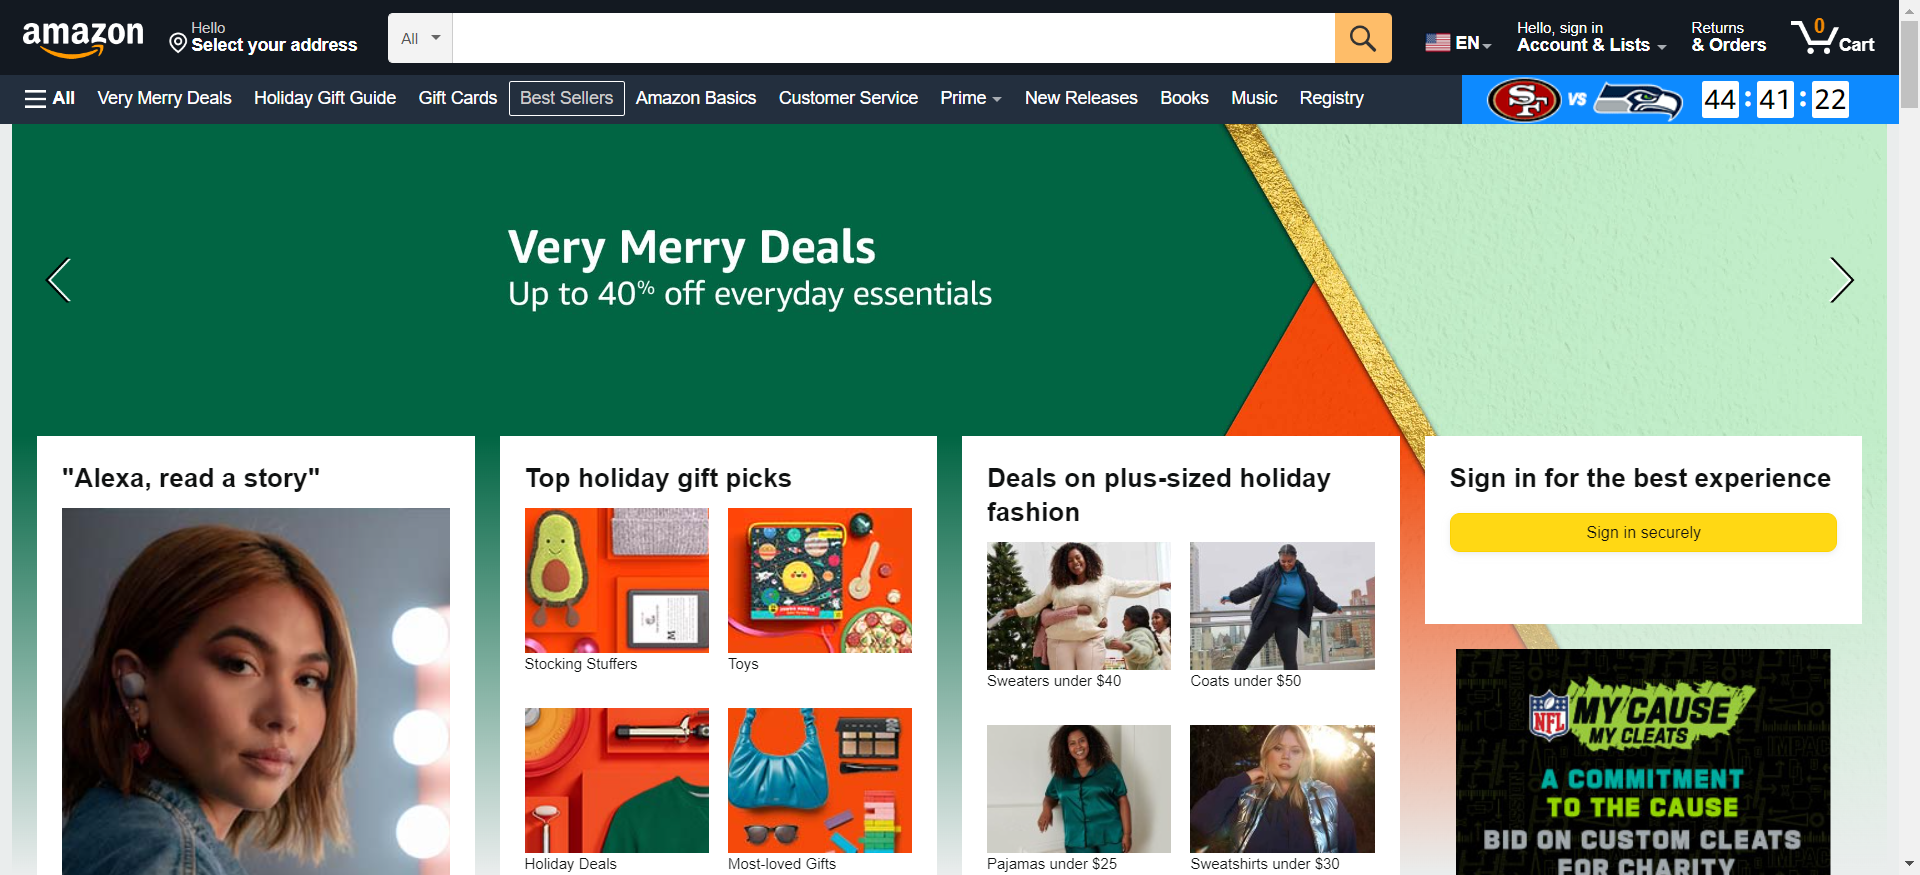 amazon
Hello
Select your address
All
EN
Hello, sign in
Account & Lists
Returns
& Orders
0
Cart
All
Very Merry Deals
Holiday Gift Guide
Gift Cards
Best Sellers
Amazon Basics
Customer Service
Prime
New Releases
Books
Music
Registry
SF
VS
44:41:22
Very Merry Deals
Up to 40% off everyday essentials
"Alexa, read a story"
Top holiday gift picks
Stocking Stuffers
Toys
Holiday Deals
Most-loved Gifts
Deals on plus-sized holiday
fashion
Sweaters under $40
Coats under $50
Pajamas under $25
Sweatshirts under $30
Sign in for the best experience
Sign in securely
NFL
MY CAUSE
MY CLEATS
A COMMITMENT
TO THE CAUSE
BID ON CUSTOM CLEATS
FOR CHARITY